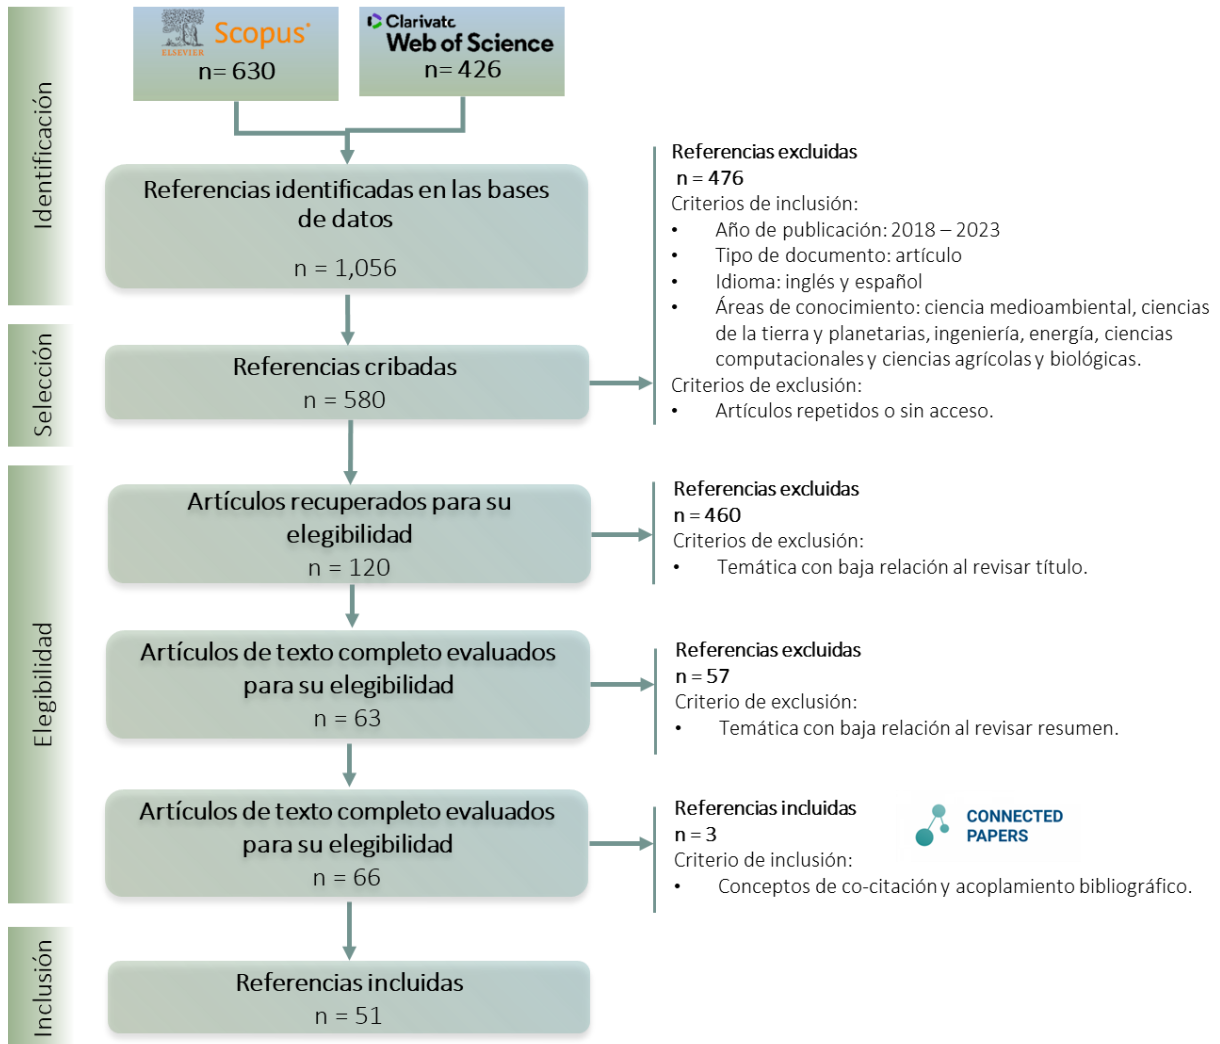 ELSEVIER
Scopus®
n= 630
Clarivate
Web of Science
n= 426
Identificación
Referencias identificadas en las bases
de datos
n = 1,056
Referencias excluidas
n = 476
Criterios de inclusión:
• Año de publicación: 2018 – 2023
• Tipo de documento: artículo
• Idioma: inglés y español
• Áreas de conocimiento: ciencia medioambiental, ciencias
de la tierra y planetarias, ingeniería, energía, ciencias
computacionales y ciencias agrícolas y biológicas.
Criterios de exclusión:
• Artículos repetidos o sin acceso.
Selección
Referencias cribadas
n = 580
Elegibilidad
Artículos recuperados para su
elegibilidad
n = 120
Referencias excluidas
n = 460
Criterios de exclusión:
• Temática con baja relación al revisar título.
Artículos de texto completo evaluados
para su elegibilidad
n = 63
Referencias excluidas
n = 57
Criterio de exclusión:
• Temática con baja relación al revisar resumen.
Artículos de texto completo evaluados
para su elegibilidad
n = 66
Referencias incluidas
n = 3
Criterio de inclusión:
• Conceptos de co-citación y acoplamiento bibliográfico.
CONNECTED
PAPERS
Inclusión
Referencias incluidas
n = 51